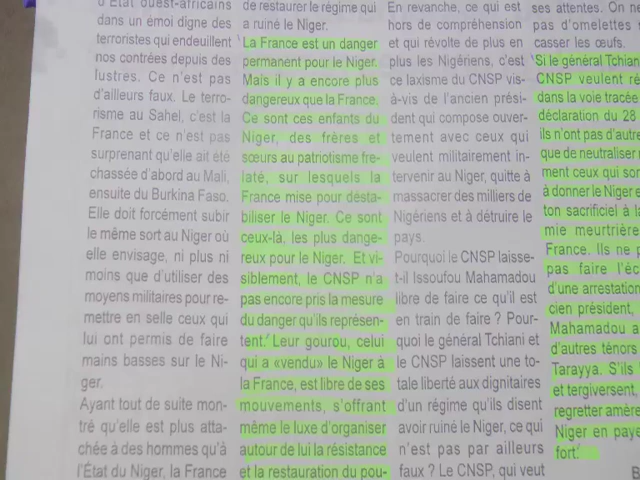 d'État ouest-africains
dans un émoi digne des
terroristes qui endeuillent
nos contrées depuis des
lustres. Ce n'est pas
d'ailleurs faux. Le terro-
risme au Sahel, c'est la
France et ce n'est pas
surprenant qu'elle ait été
chassée d'abord au Mali,
ensuite du Burkina Faso.
Elle doit forcément subir
le même sort au Niger où
elle envisage, ni plus ni
moins que d'utiliser des
moyens militaires pour re-
mettre en selle ceux qui
lui ont permis de faire
mains basses sur le Ni-
ger.
Ayant tout de suite mon-
tré qu'elle est plus atta-
chée à des hommes qu'à
l'État du Niger, la France
de restaurer le régime qui
a ruiné le Niger.
La France est un danger
permanent pour le Niger.
Mais il y a encore plus
dangereux que la France.
Ce sont ces enfants du
Niger, des frères et
sœurs au patriotisme fre-
laté, sur lesquels la
France mise pour désta-
biliser le Niger. Ce sont
ceux-là, les plus dange-
reux pour le Niger. Et vi-
siblement, le CNSP n'a
pas encore pris la mesure
du danger qu'ils représen-
tent. Leur gourou, celui
qui a «vendu» le Niger à
la France, est libre de ses
mouvements, s'offrant
même le luxe d'organiser
autour de lui la résistance
et la restauration du pou-
En revanche, ce qui est
hors de compréhension
et qui révolte de plus en
plus les Nigériens, c'est
ce laxisme du CNSP vis-
à-vis de l'ancien prési-
dent qui compose ouver-
tement avec ceux qui
veulent militairement in-
tervenir au Niger, quitte à
massacrer des milliers de
Nigériens et à détruire le
pays.
Pourquoi le CNSP laisse-
t-il Issoufou Mahamadou
libre de faire ce qu'il est
en train de faire ? Pour-
quoi le général Tchiani et
le CNSP laissent une to-
tale liberté aux dignitaires
d'un régime qu'ils disent
avoir ruiné le Niger, ce qui
n'est pas par ailleurs
faux ? Le CNSP, qui veut
ses attentes. On ne
pas d'omelettes
casser les œufs.
Si le général Tchiani
CNSP veulent ré
dans la voie tracée
déclaration du 28
ils n'ont pas d'autre
que de neutraliser
ment ceux qui son
à donner le Niger e
ton sacrificiel à l
mie meurtrière
France. Ils ne p
pas faire l'éc
d'une arrestation
cien président,
Mahamadou a
d'autres ténors
Tarayya. S'ils
et tergiversent,
regretter amère
Niger en paye
fort.